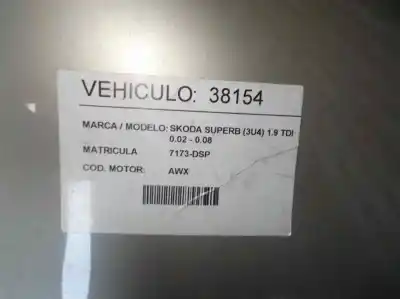 VEHICULO: 38154
MARCA / MODELO: SKODA SUPERB (3U4) 1.9 TDI
0.02 - 0.08
MATRICULA 7173-DSP
COD. MOTOR: AWX